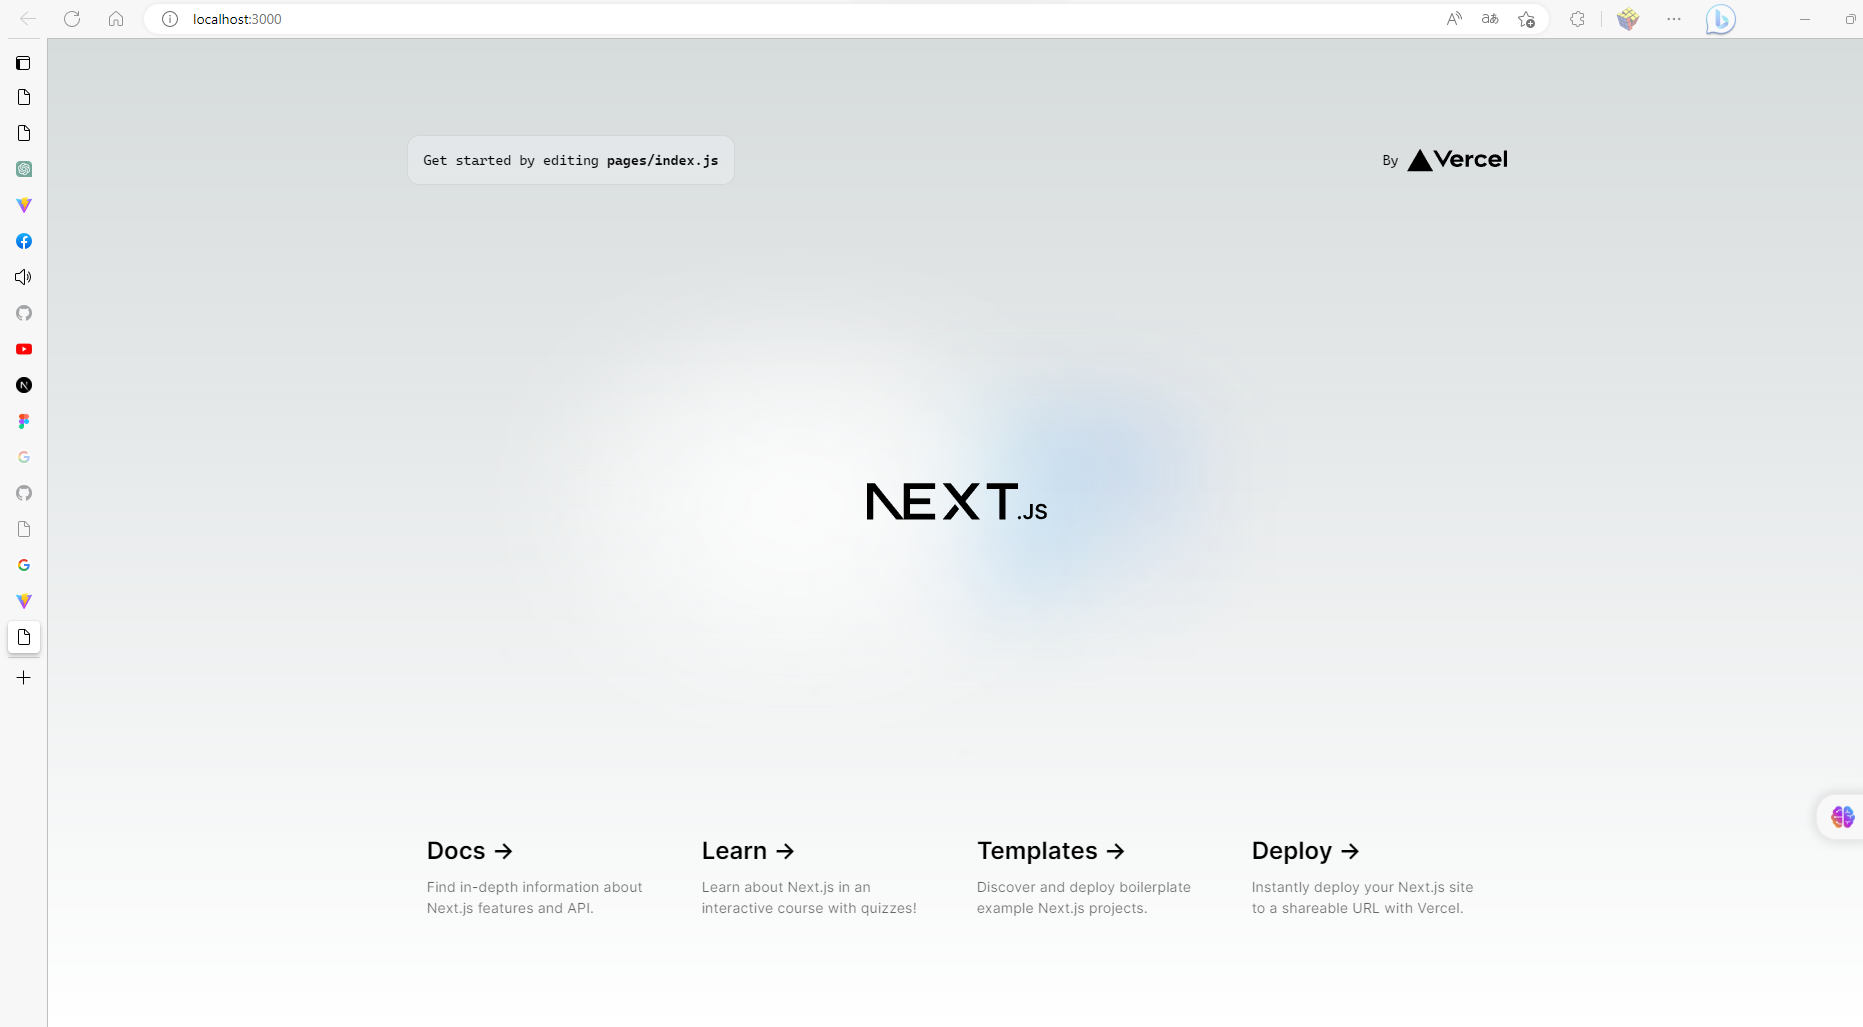 localhost:3000
Get started by editing pages/index.js
By Vercel
NEXT.JS
Docs →
Find in-depth information about
Next.js features and API.
Learn →
Learn about Next.js in an
interactive course with quizzes!
Templates →
Discover and deploy boilerplate
example Next.js projects.
Deploy →
Instantly deploy your Next.js site
to a shareable URL with Vercel.